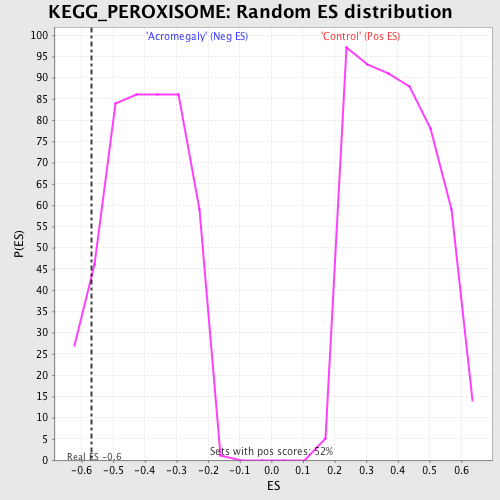 KEGG_PEROXISOME: Random ES distribution
'Acromegaly' (Neg ES)
'Control' (Pos ES)
100
95
90
85
80
75
70
65
60
55
50
45
40
35
30
25
20
15
10
5
0
P(ES)
Real ES -0.6
Sets with pos scores: 52%
-0.6 -0.5 -0.4 -0.3 -0.2 -0.1 0.0 0.1 0.2 0.3 0.4 0.5 0.6
ES